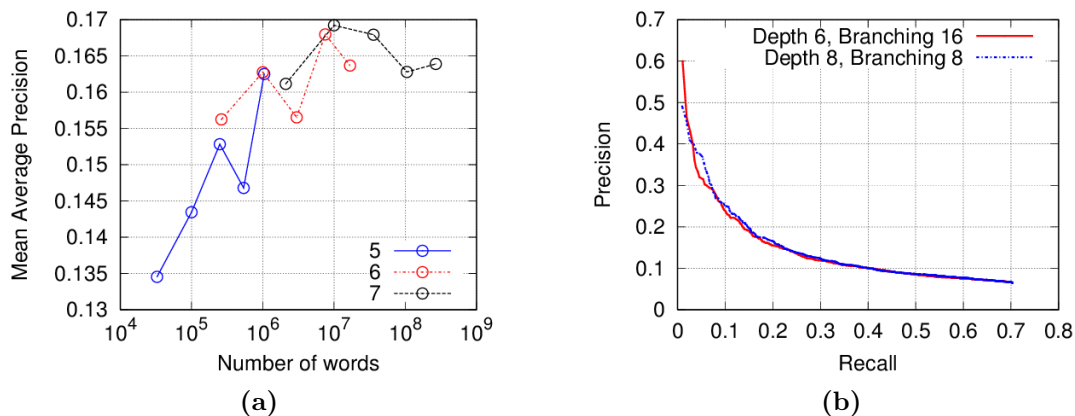 0.17
0.165
0.16
0.155
0.15
0.145
0.14
0.135
0.13
Mean Average Precision
10^4 10^5 10^6 10^7 10^8 10^9
Number of words
5
6
7
(a)
0.7
0.6
0.5
0.4
0.3
0.2
0.1
0
Precision
Depth 6, Branching 16
Depth 8, Branching 8
0 0.1 0.2 0.3 0.4 0.5 0.6 0.7 0.8
Recall
(b)